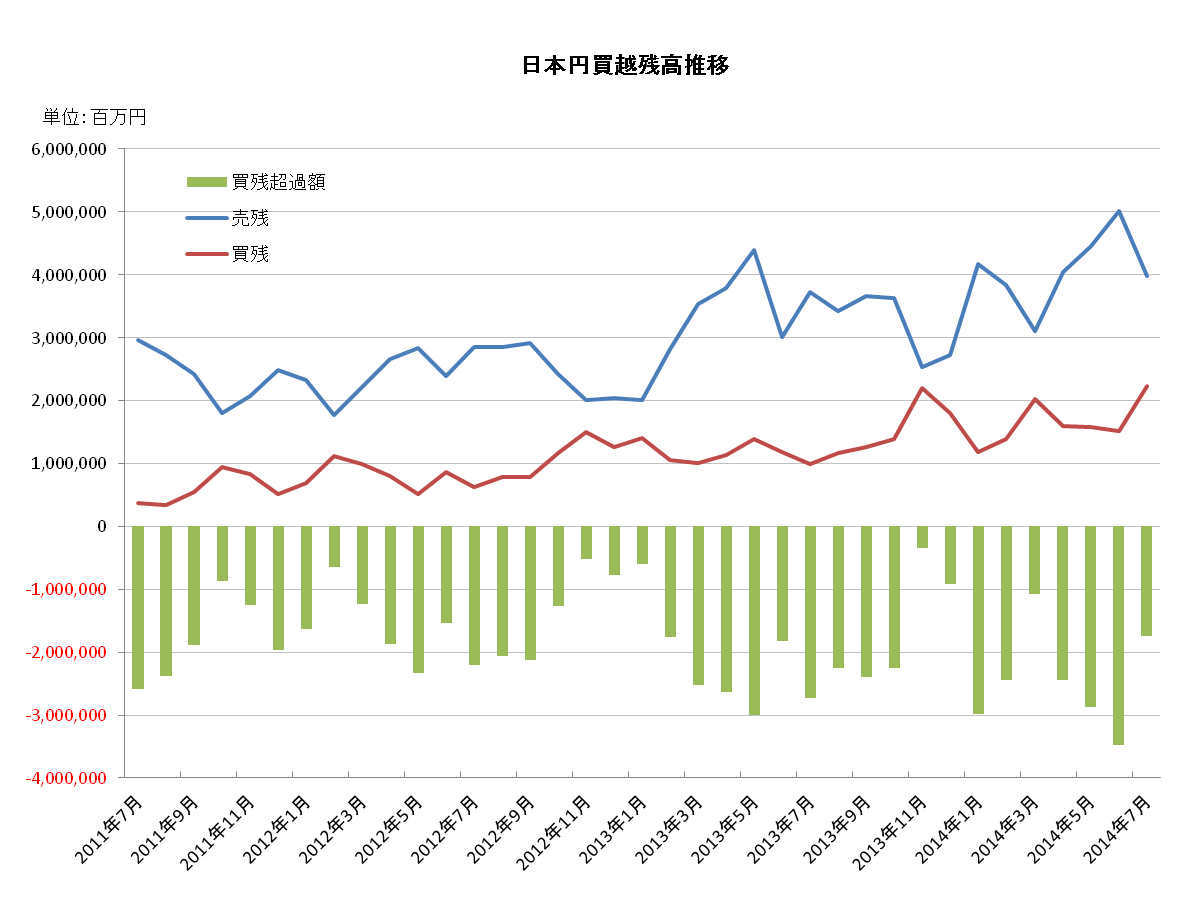 日本円買越残高推移
単位：百万円
6,000,000
5,000,000
4,000,000
3,000,000
2,000,000
1,000,000
0
-1,000,000
-2,000,000
-3,000,000
-4,000,000
買残超過額
売残
買残
2011年7月
2011年9月
2011年11月
2012年1月
2012年3月
2012年5月
2012年7月
2012年9月
2012年11月
2013年1月
2013年3月
2013年5月
2013年7月
2013年9月
2013年11月
2014年1月
2014年3月
2014年5月
2014年7月